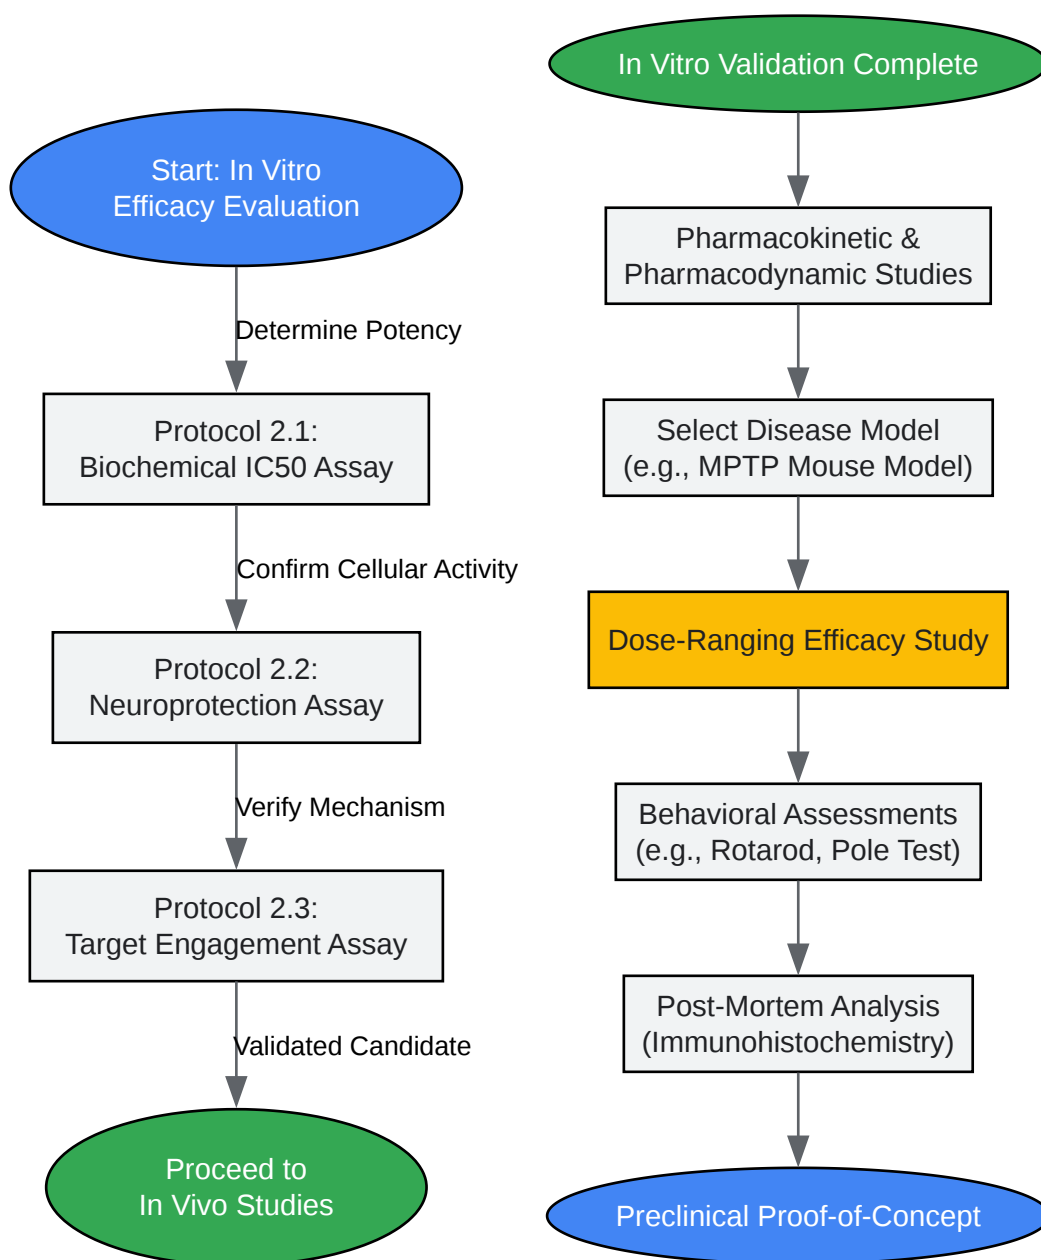 Start: In Vitro
Efficacy Evaluation
Determine Potency
Protocol 2.1:
Biochemical IC50 Assay
Confirm Cellular Activity
Protocol 2.2:
Neuroprotection Assay
Verify Mechanism
Protocol 2.3:
Target Engagement Assay
Validated Candidate
Proceed to
In Vivo Studies
In Vitro Validation Complete
Pharmacokinetic &
Pharmacodynamic Studies
Select Disease Model
(e.g., MPTP Mouse Model)
Dose-Ranging Efficacy Study
Behavioral Assessments
(e.g., Rotarod, Pole Test)
Post-Mortem Analysis
(Immunohistochemistry)
Preclinical Proof-of-Concept